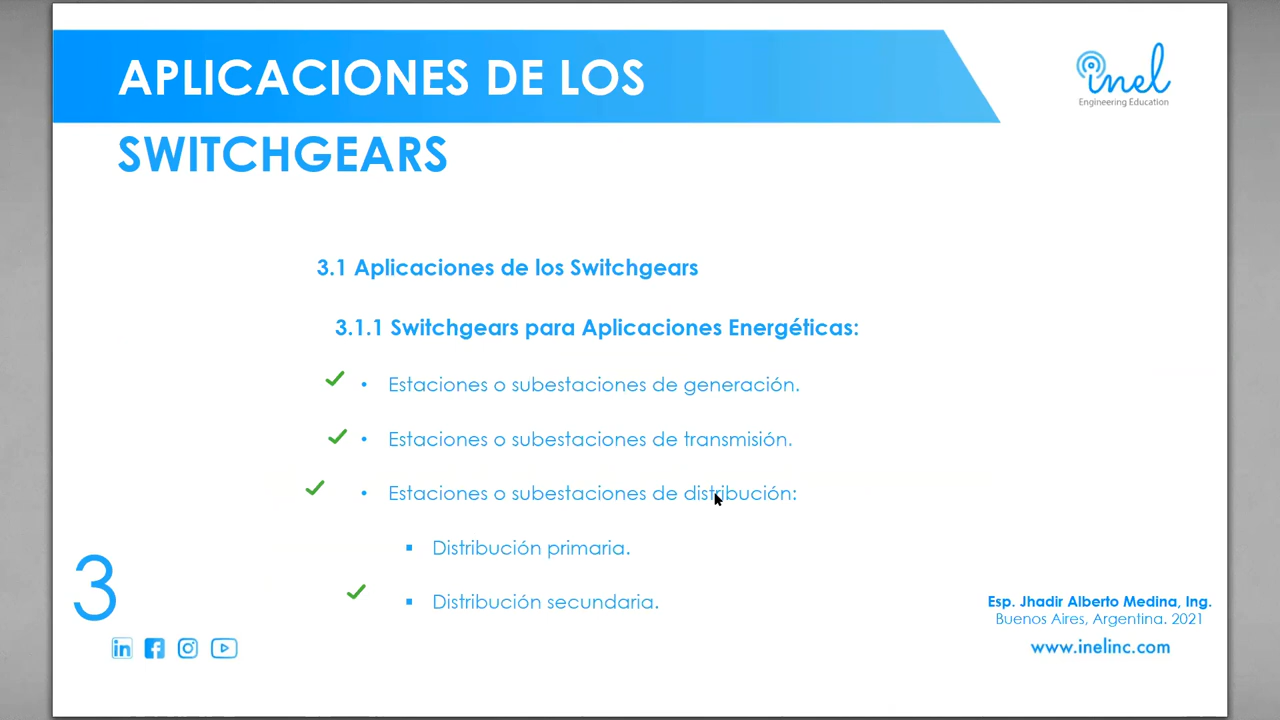 APLICACIONES DE LOS
SWITCHGEARS
inel
Engineering Education
3.1 Aplicaciones de los Switchgears
3.1.1 Switchgears para Aplicaciones Energéticas:
• Estaciones o subestaciones de generación.
• Estaciones o subestaciones de transmisión.
• Estaciones o subestaciones de distribución:
▪ Distribución primaria.
▪ Distribución secundaria.
3
Esp. Jhadir Alberto Medina, Ing.
Buenos Aires, Argentina. 2021
www.inelinc.com